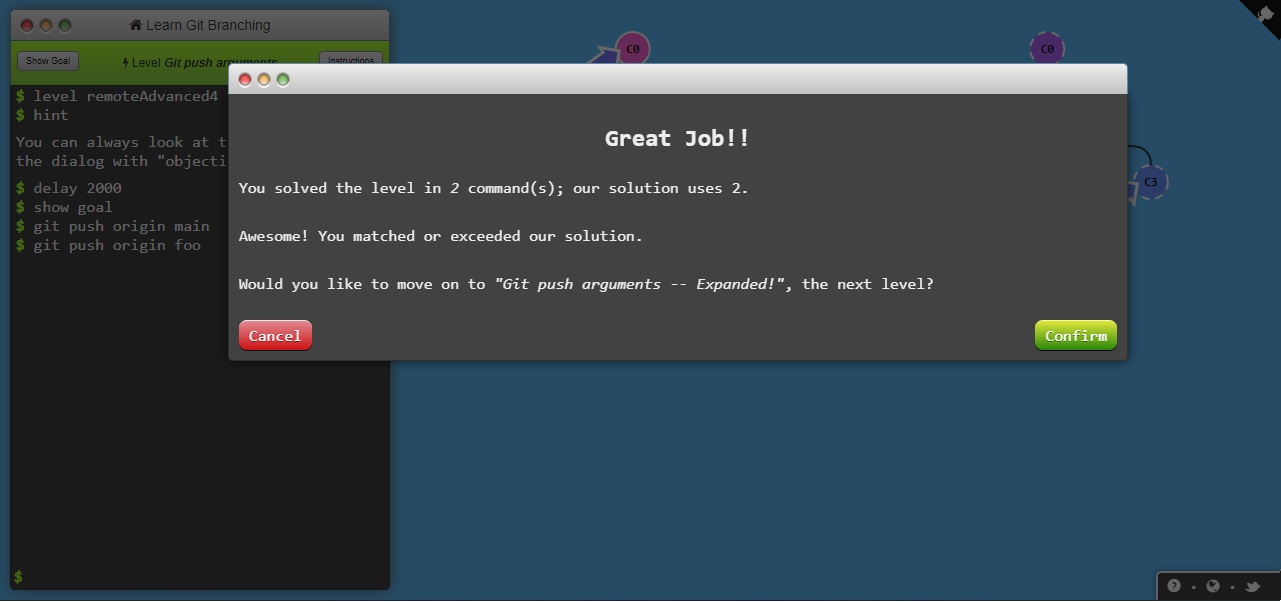 Learn Git Branching
Show Goal
Level Git push arguments
Instructions
C0
C0
$ level remoteAdvanced4
$ hint
You can always look at t
the dialog with "objecti
$ delay 2000
$ show goal
$ git push origin main
$ git push origin foo
Great Job!!
You solved the level in 2 command(s); our solution uses 2.
Awesome! You matched or exceeded our solution.
Would you like to move on to "Git push arguments -- Expanded!", the next level?
Cancel
Confirm
C3
$
?